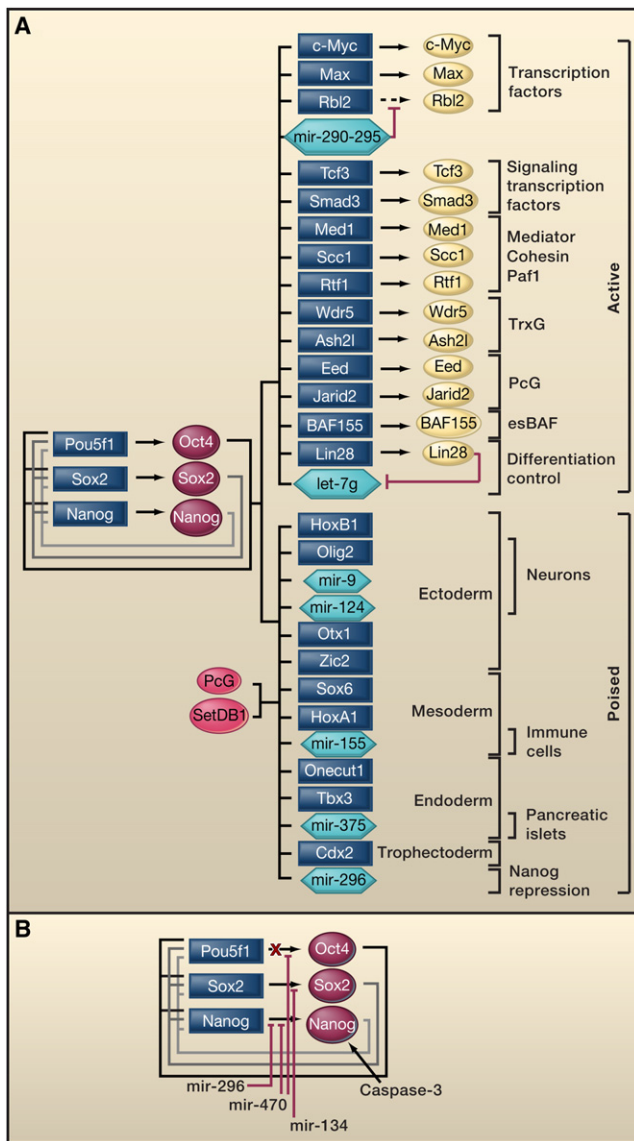 A
c-Myc c-Myc
Max Max
Rbl2 Rbl2
Transcription
factors
mir-290-295
Tcf3 Tcf3
Smad3 Smad3
Signaling
transcription
factors
Med1 Med1
Scc1 Scc1
Rtf1 Rtf1
Mediator
Cohesin
Paf1
Wdr5 Wdr5
Ash2l Ash2l
TrxG
Eed Eed
Jarid2 Jarid2
PcG
BAF155 BAF155 esBAF
Lin28 Lin28
let-7g
Differentiation
control
Active
Pou5f1 Oct4
Sox2 Sox2
Nanog Nanog
HoxB1
Olig2
mir-9
mir-124
Otx1
Zic2
Ectoderm
Neurons
PcG
SetDB1
Sox6
HoxA1
mir-155
Mesoderm
Immune
cells
Onecut1
Tbx3
mir-375
Endoderm
Pancreatic
islets
Cdx2 Trophectoderm
mir-296
Nanog
repression
Poised
B
Pou5f1 X Oct4
Sox2 Sox2
Nanog Nanog
mir-296
mir-470
mir-134
Caspase-3